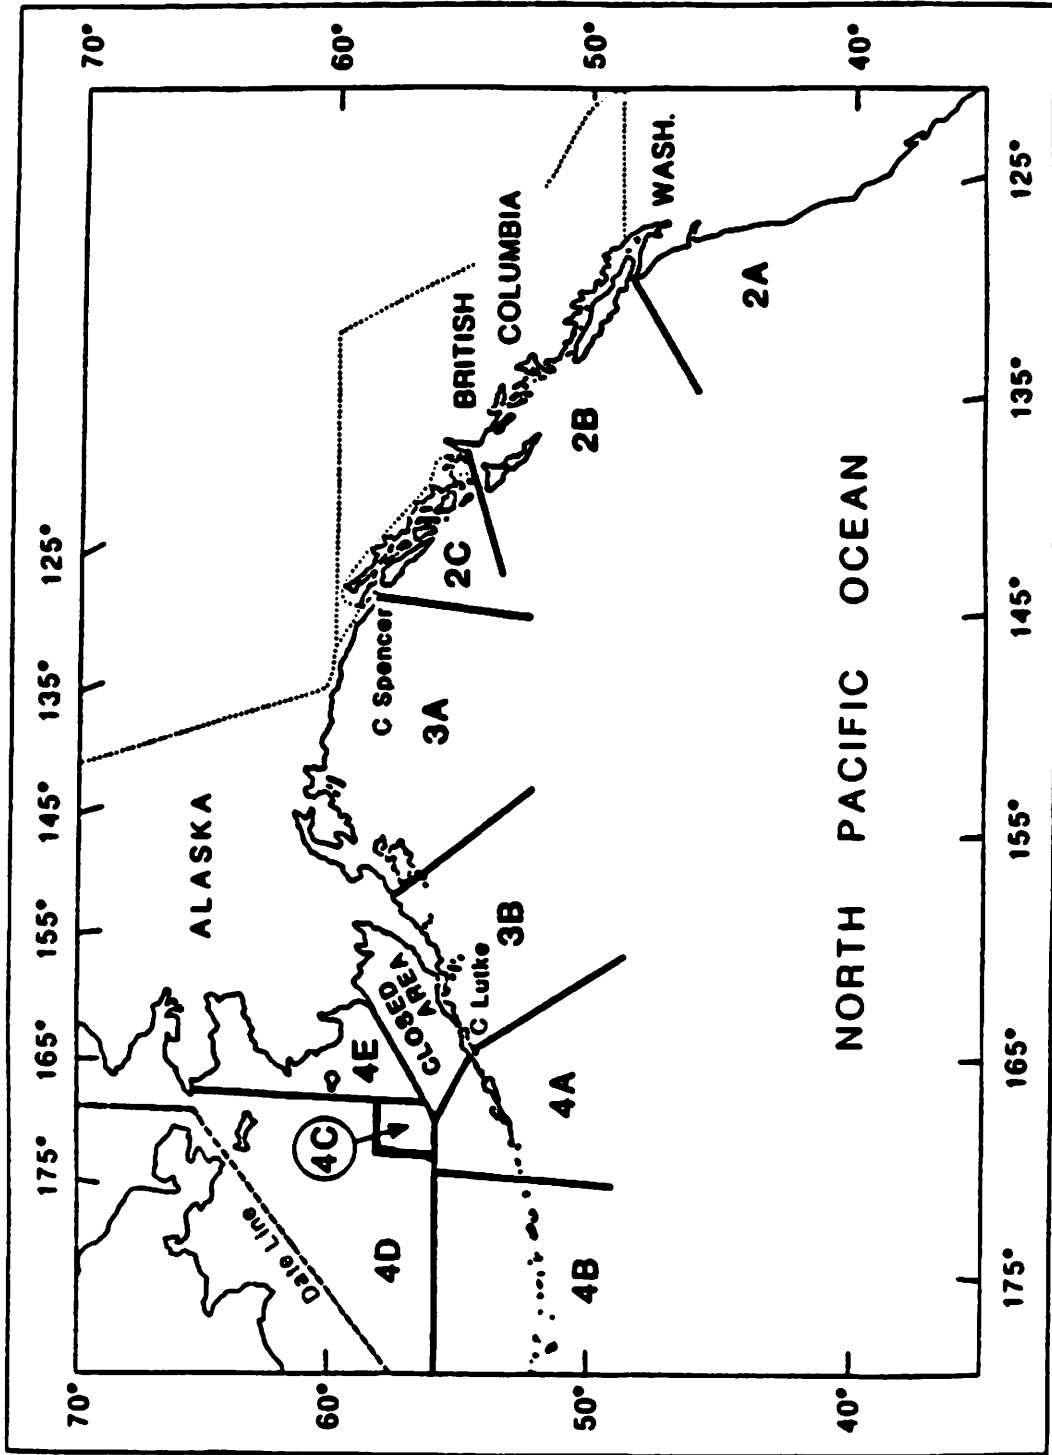 175°
165°
155°
145°
135°
125°
70°
70°
ALASKA
Date Line
4C
60°
60°
4E
CLOSED
AREA
4D
C Spencer
3A
2C
BRITISH
COLUMBIA
C Lutke
3B
4A
4B
2B
50°
50°
WASH.
2A
NORTH PACIFIC OCEAN
40°
40°
175°
165°
155°
145°
135°
125°